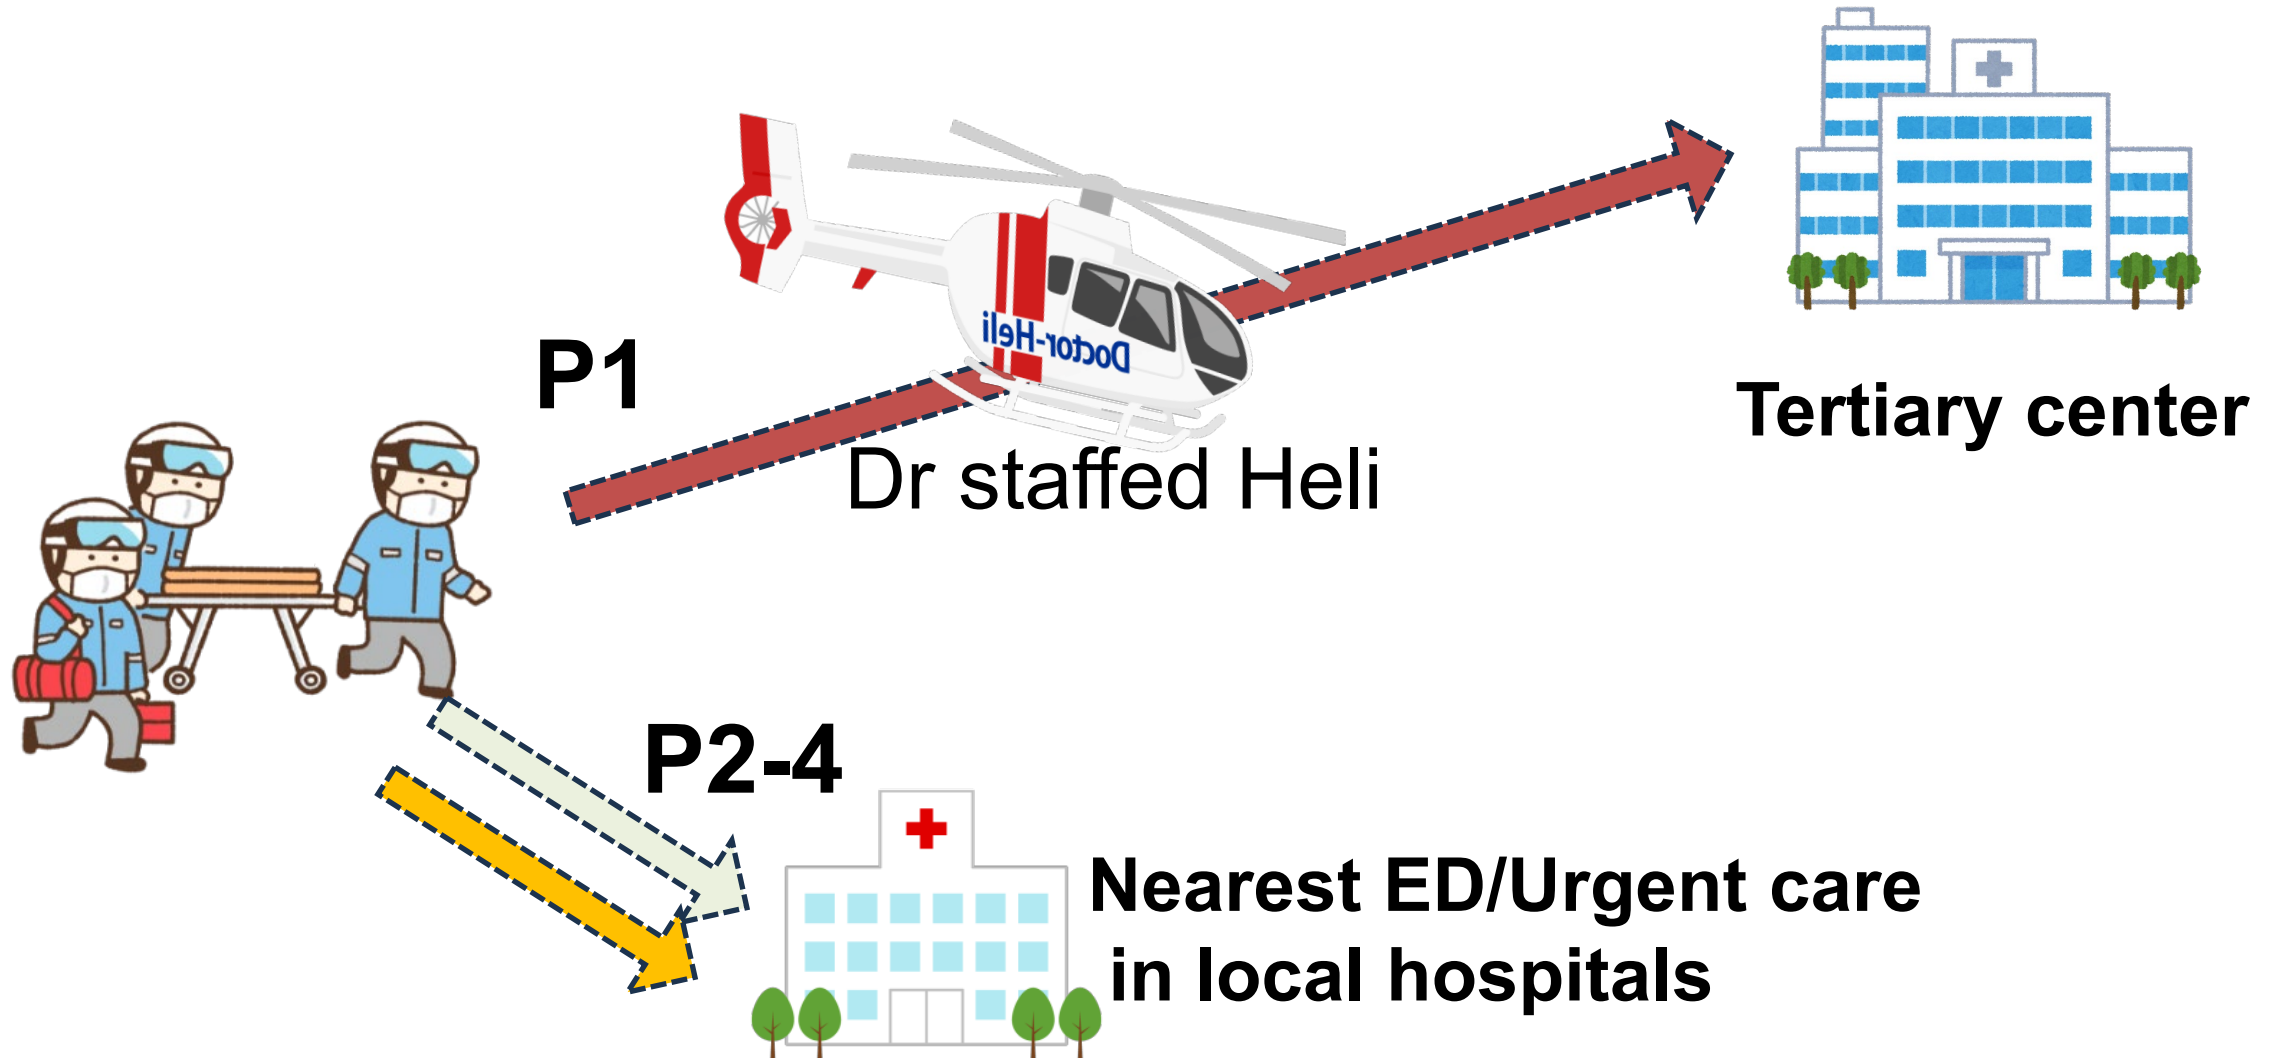 P1
Doctor-Heli
Dr staffed Heli
Tertiary center
P2-4
Nearest ED/Urgent care
in local hospitals